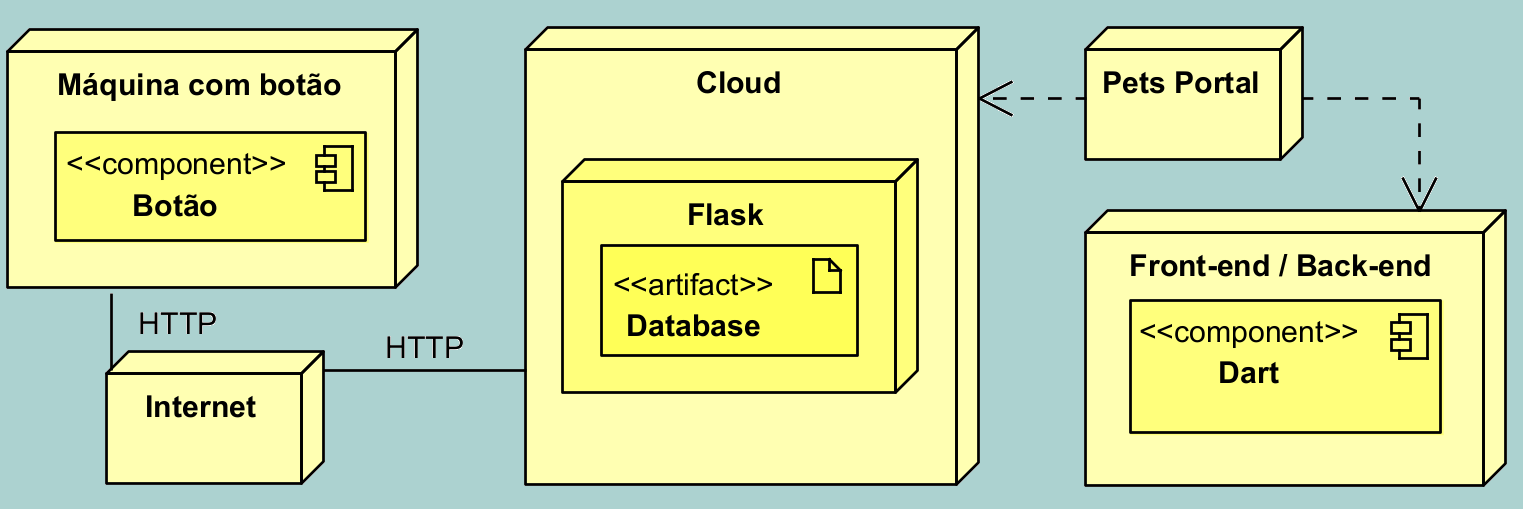 Máquina com botão
<<component>>
Botão
HTTP
Internet
HTTP
Cloud
Flask
<<artifact>>
Database
Pets Portal
Front-end / Back-end
<<component>>
Dart